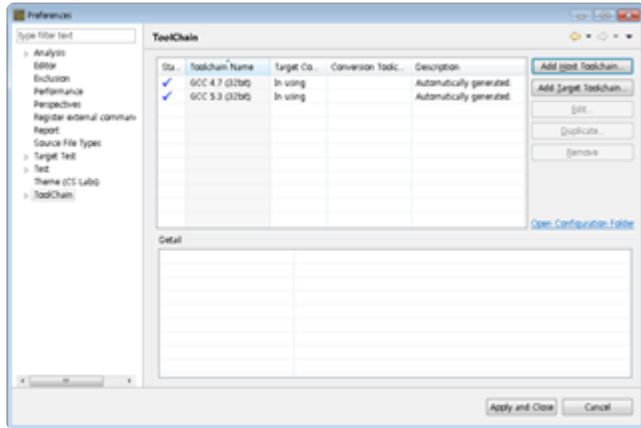 Preferences
type filter text
Analysis
Editor
Exclusion
Performance
Perspectives
Register external comman
Report
Source File Types
Target Test
Test
Theme (CS Labs)
ToolChain
ToolChain
Sta... Toolchain Name Target Co... Conversion Toolc... Description
GCC 4.7 (32bit) In using Automatically generated
GCC 5.3 (32bit) In using Automatically generated
Add Host Toolchain...
Add Target Toolchain...
Edit...
Duplicate...
Remove
Open Configuration Folder
Detail
Apply and Close Cancel